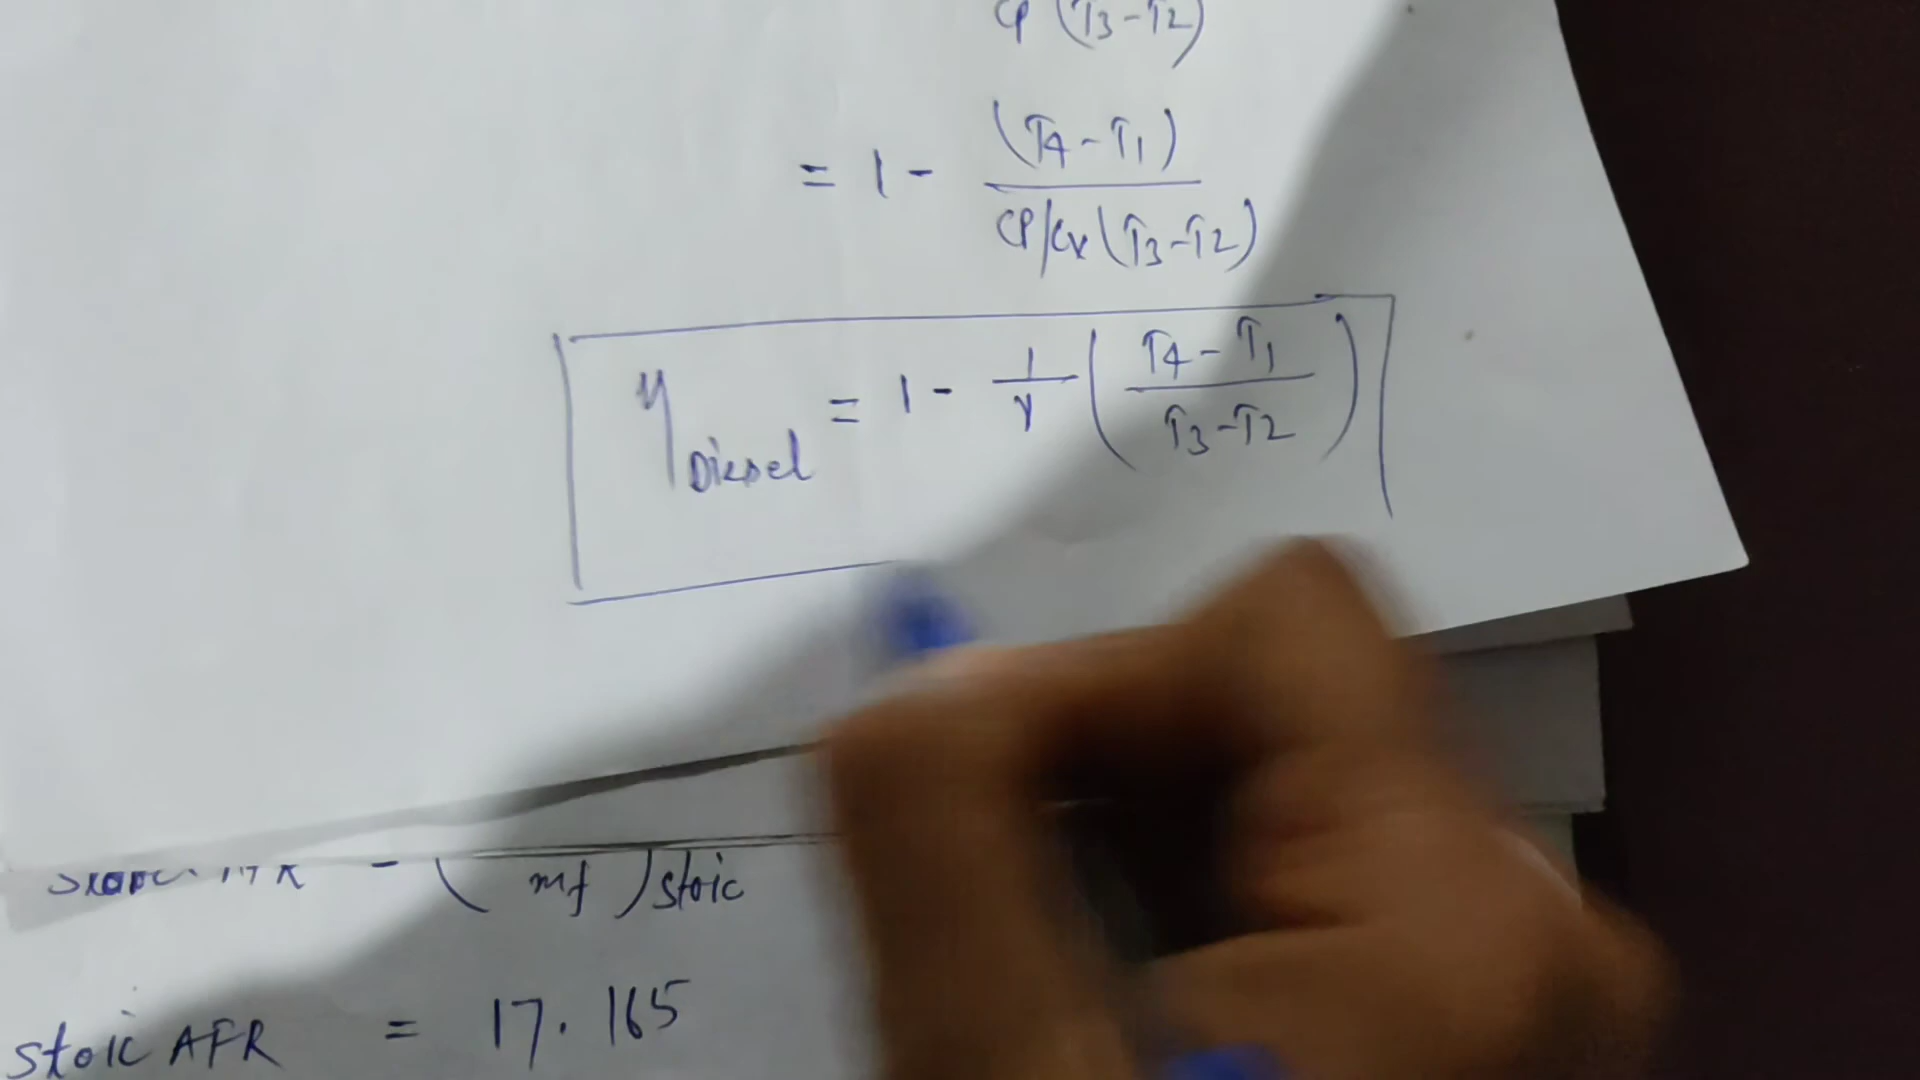 CP (T3-T2)
= 1 - (T4-T1) / CP/Cv (T3-T2)
η Diesel = 1 - 1/γ ( T4-T1 / T3-T2 )
- ( mf ) stoic
stoic AFR = 17.165